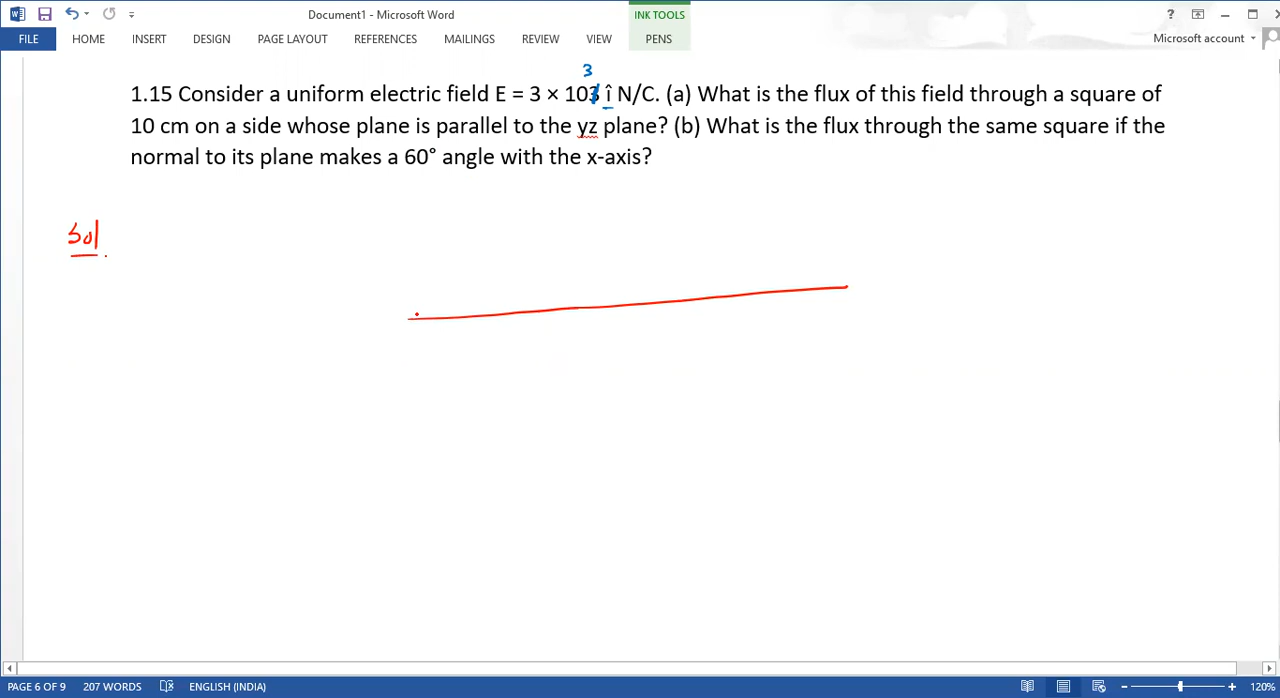 Document1 - Microsoft Word
INK TOOLS
?
FILE HOME INSERT DESIGN PAGE LAYOUT REFERENCES MAILINGS REVIEW VIEW PENS
Microsoft account
3
1.15 Consider a uniform electric field E = 3 × 103 î N/C. (a) What is the flux of this field through a square of
10 cm on a side whose plane is parallel to the yz plane? (b) What is the flux through the same square if the
normal to its plane makes a 60° angle with the x-axis?
Sol
PAGE 6 OF 9 207 WORDS ENGLISH (INDIA) 120%